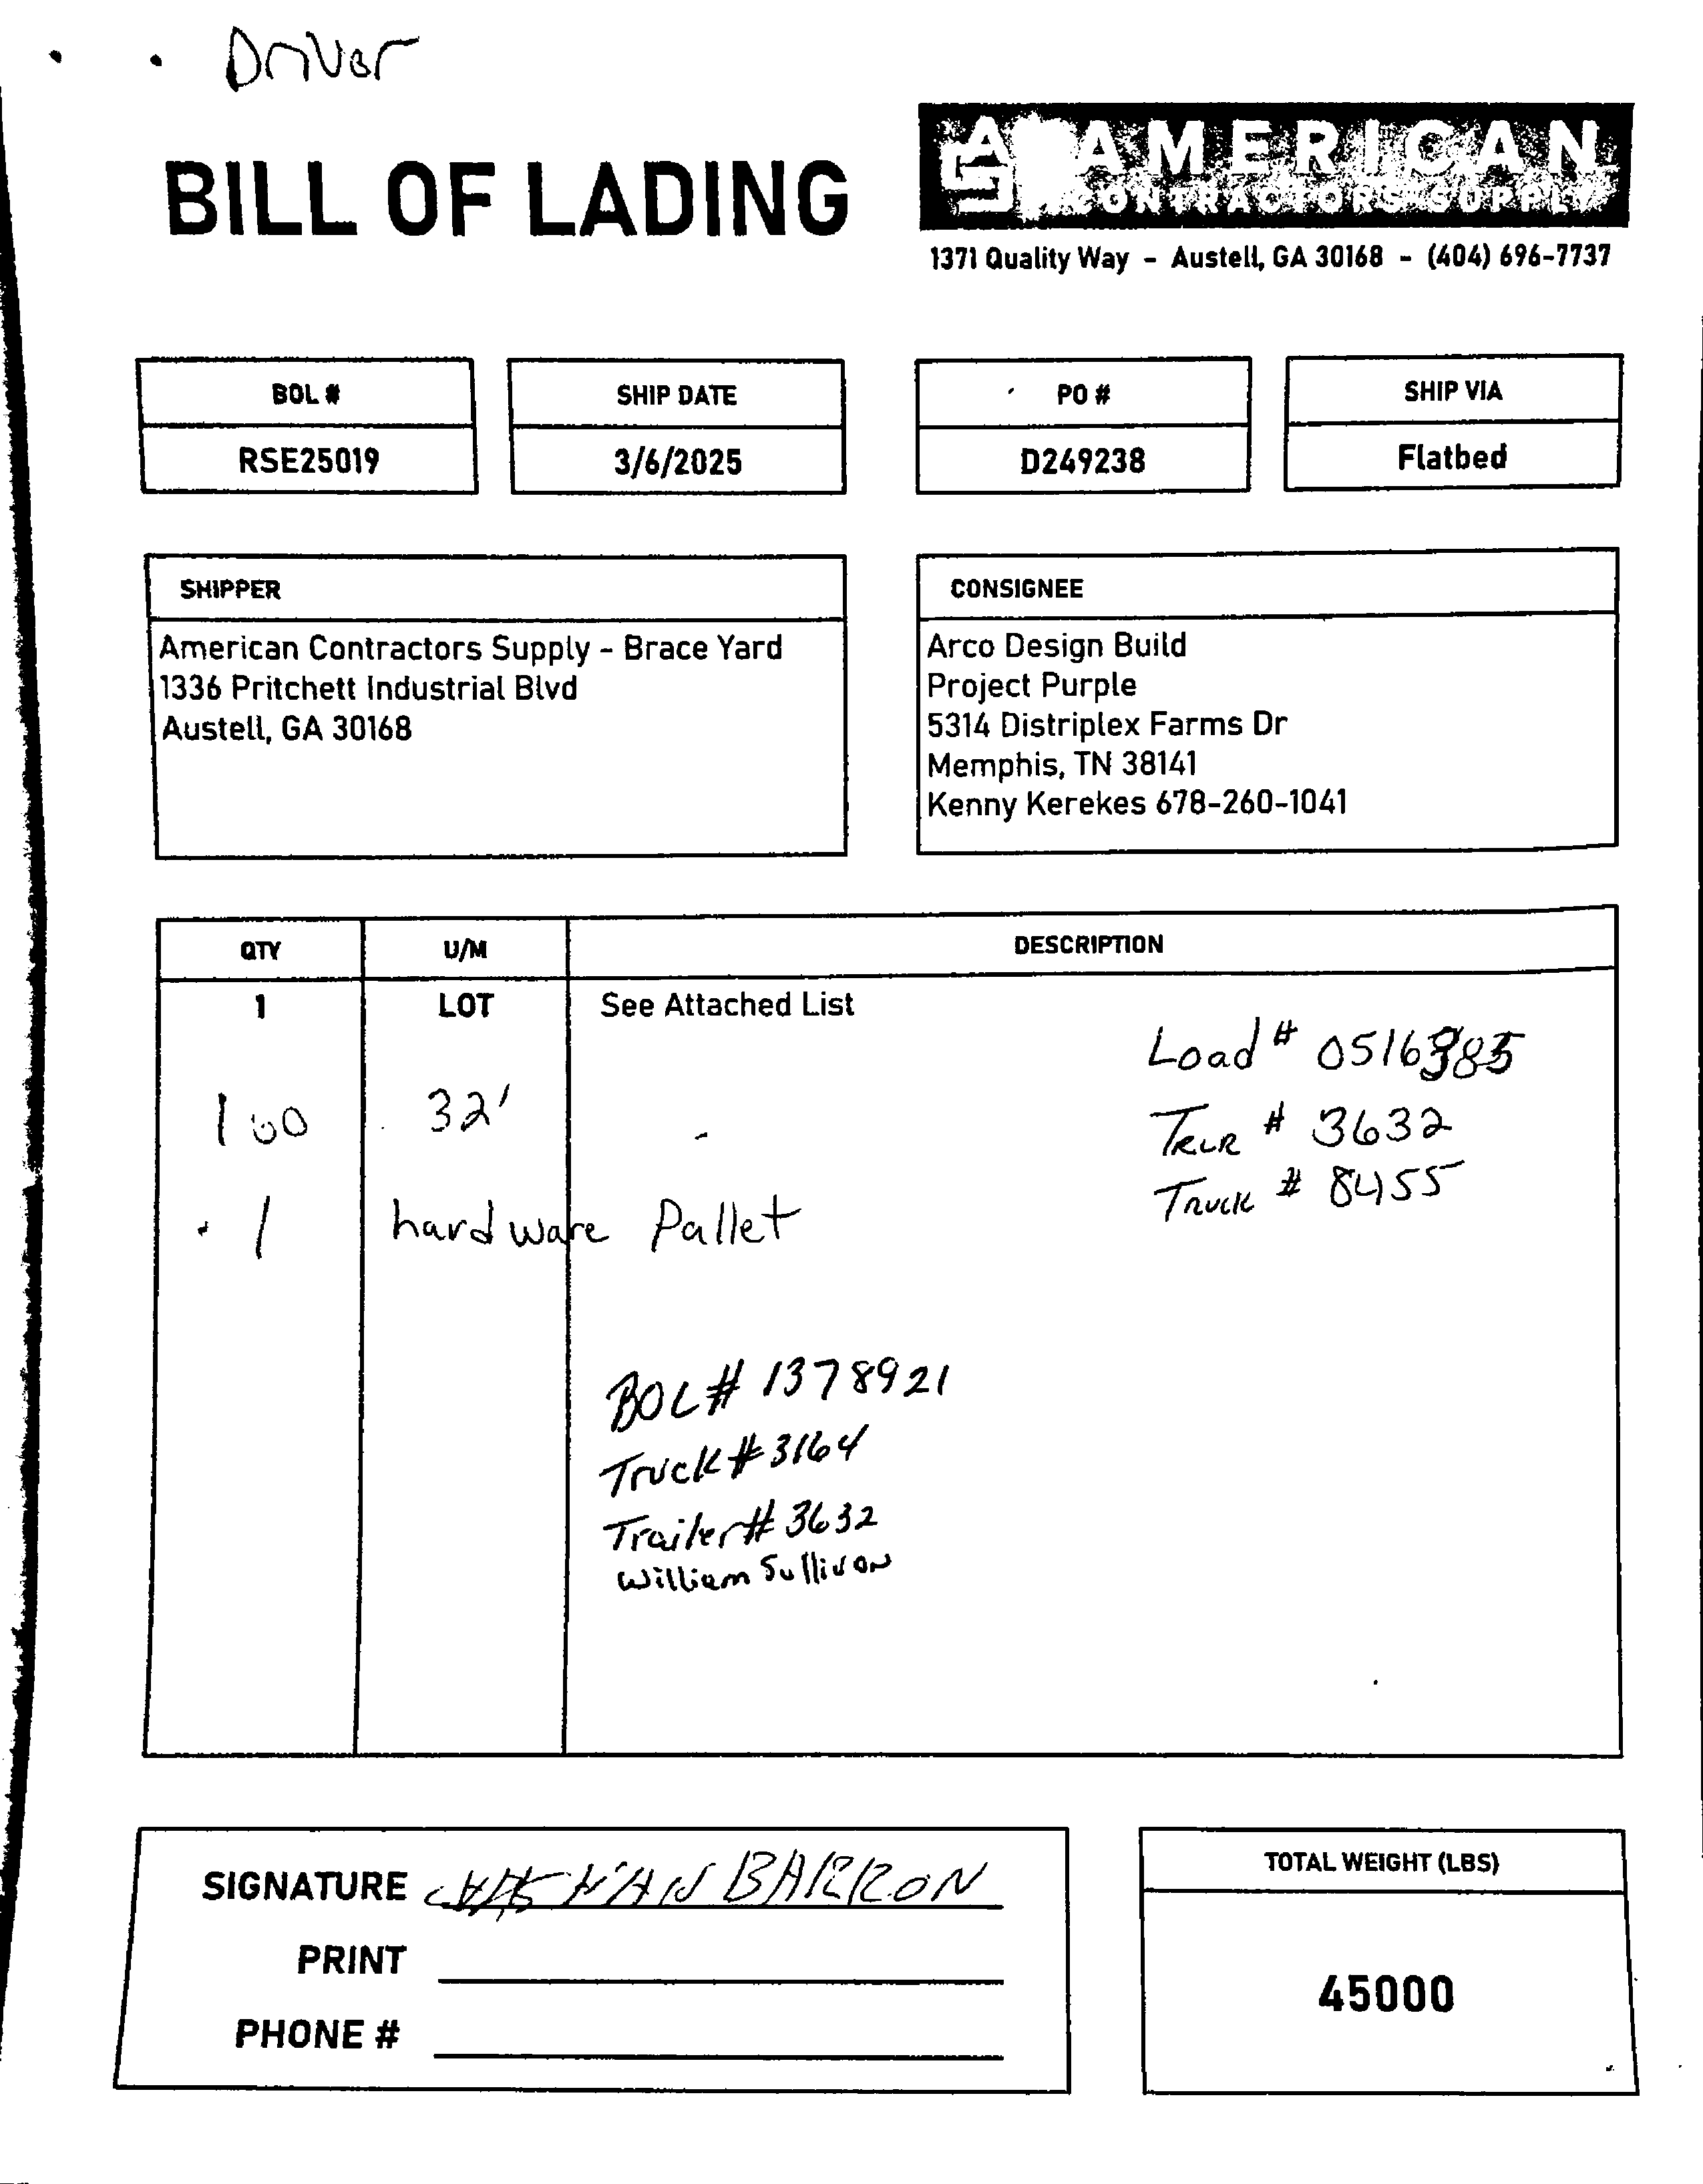 Driver
BILL OF LADING
AMERICAN
CONTRACTORS SUPPLY
1371 Quality Way - Austell, GA 30168 - (404) 696-7737
BOL #
RSE25019
SHIP DATE
3/6/2025
PO #
D249238
SHIP VIA
Flatbed
SHIPPER
American Contractors Supply - Brace Yard
1336 Pritchett Industrial Blvd
Austell, GA 30168
CONSIGNEE
Arco Design Build
Project Purple
5314 Distriplex Farms Dr
Memphis, TN 38141
Kenny Kerekes 678-260-1041
QTY U/M DESCRIPTION
1 LOT See Attached List
Load #
100 32'
TRLR # 3632
Truck # 8455
1 hardware Pallet
BOL# 1378921
Truck # 3164
Trailer# 3632
William Sullivan
SIGNATURE BARRON
PRINT
PHONE #
TOTAL WEIGHT (LBS)
45000